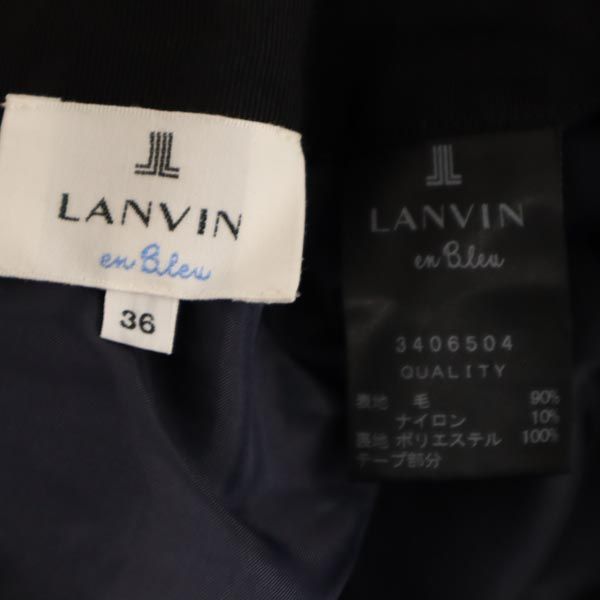 LANVIN
en Bleu
36
LANVIN
en Bleu
3406504
QUALITY
表地 毛 90%
ナイロン 10%
裏地 ポリエステル 100%
テープ部分